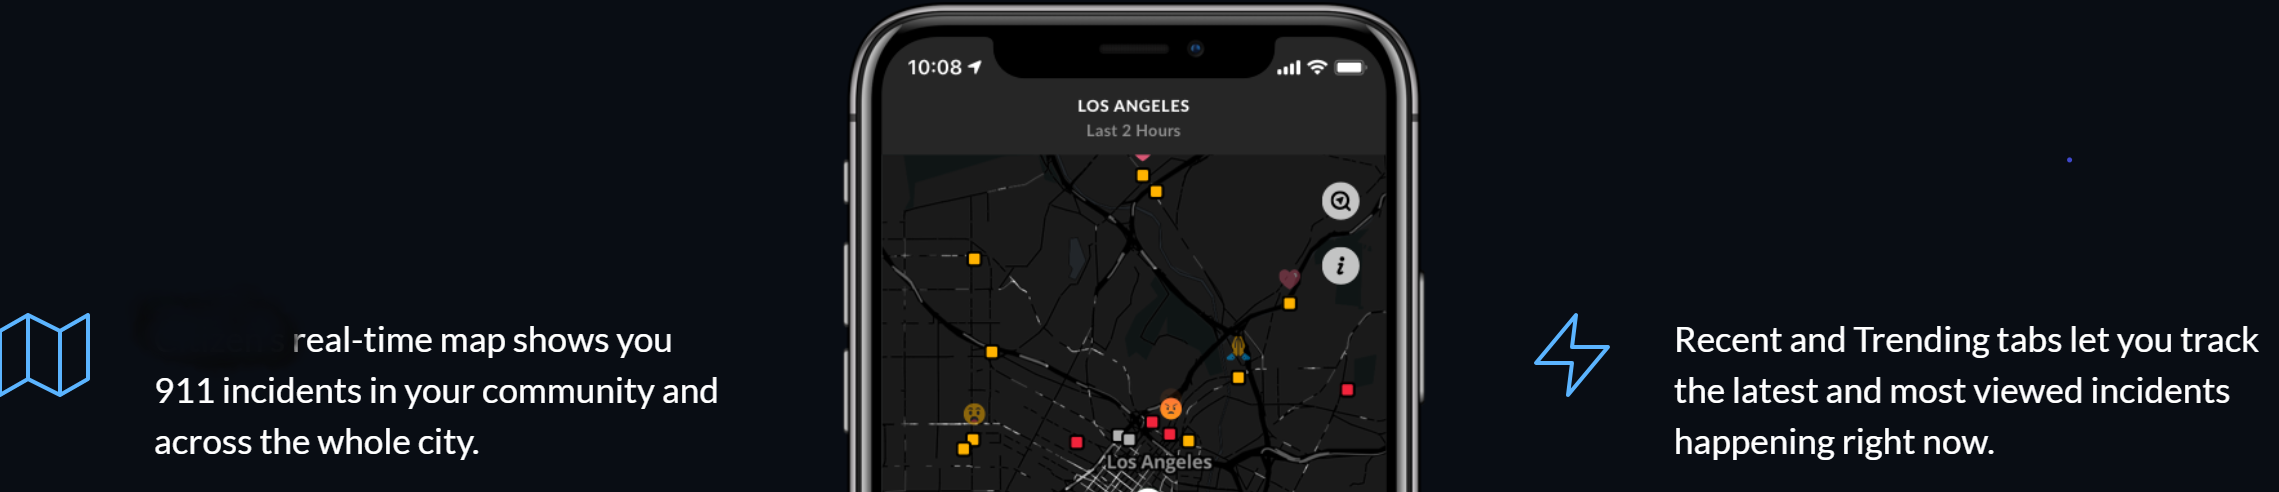 10:08
LOS ANGELES
Last 2 Hours
Los Angeles
real-time map shows you
911 incidents in your community and
across the whole city.
Recent and Trending tabs let you track
the latest and most viewed incidents
happening right now.